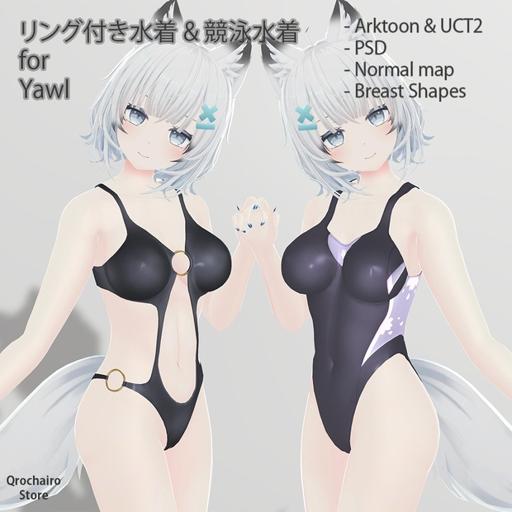 リング付き水着 & 競泳水着
for
Yawl
- Arktoon & UCT2
- PSD
- Normal map
- Breast Shapes
Qrochairo
Store